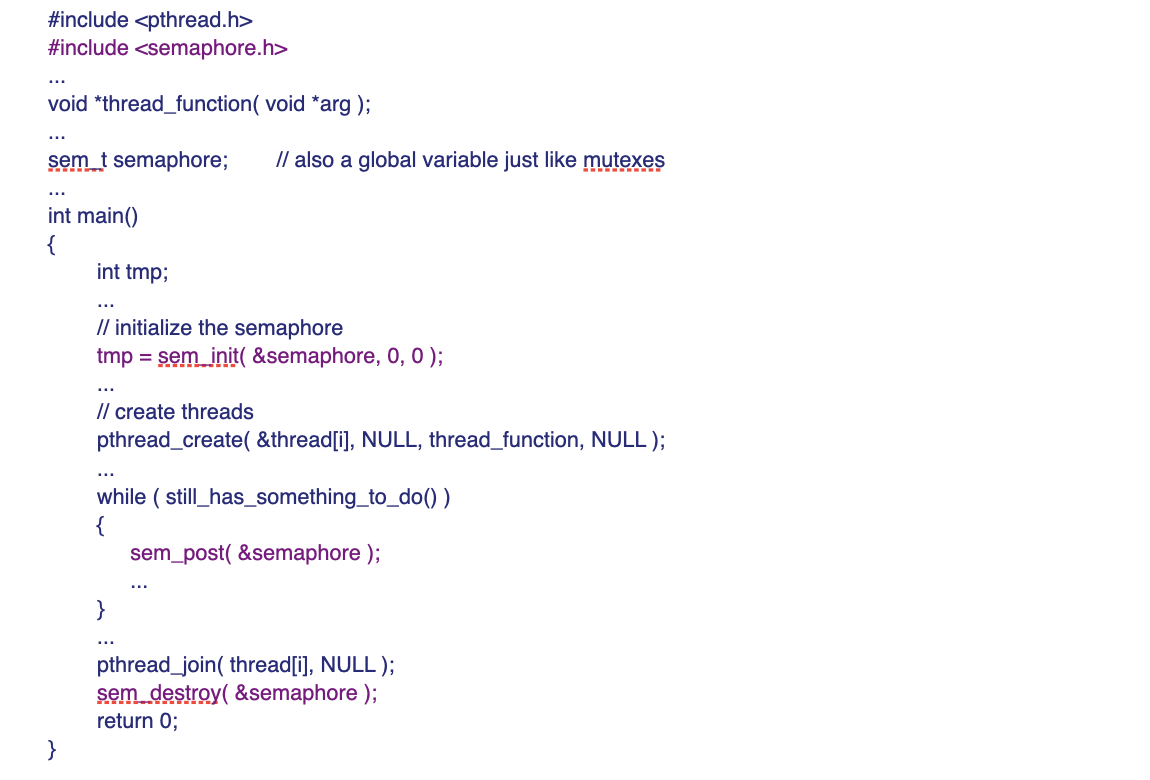 #include <pthread.h>
#include <semaphore.h>
...
void *thread_function( void *arg );
...
sem_t semaphore; // also a global variable just like mutexes
...
int main()
{
int tmp;
...
// initialize the semaphore
tmp = sem_init( &semaphore, 0, 0 );
...
// create threads
pthread_create( &thread[i], NULL, thread_function, NULL );
...
while ( still_has_something_to_do() )
{
sem_post( &semaphore );
...
}
...
pthread_join( thread[i], NULL );
sem_destroy( &semaphore );
return 0;
}